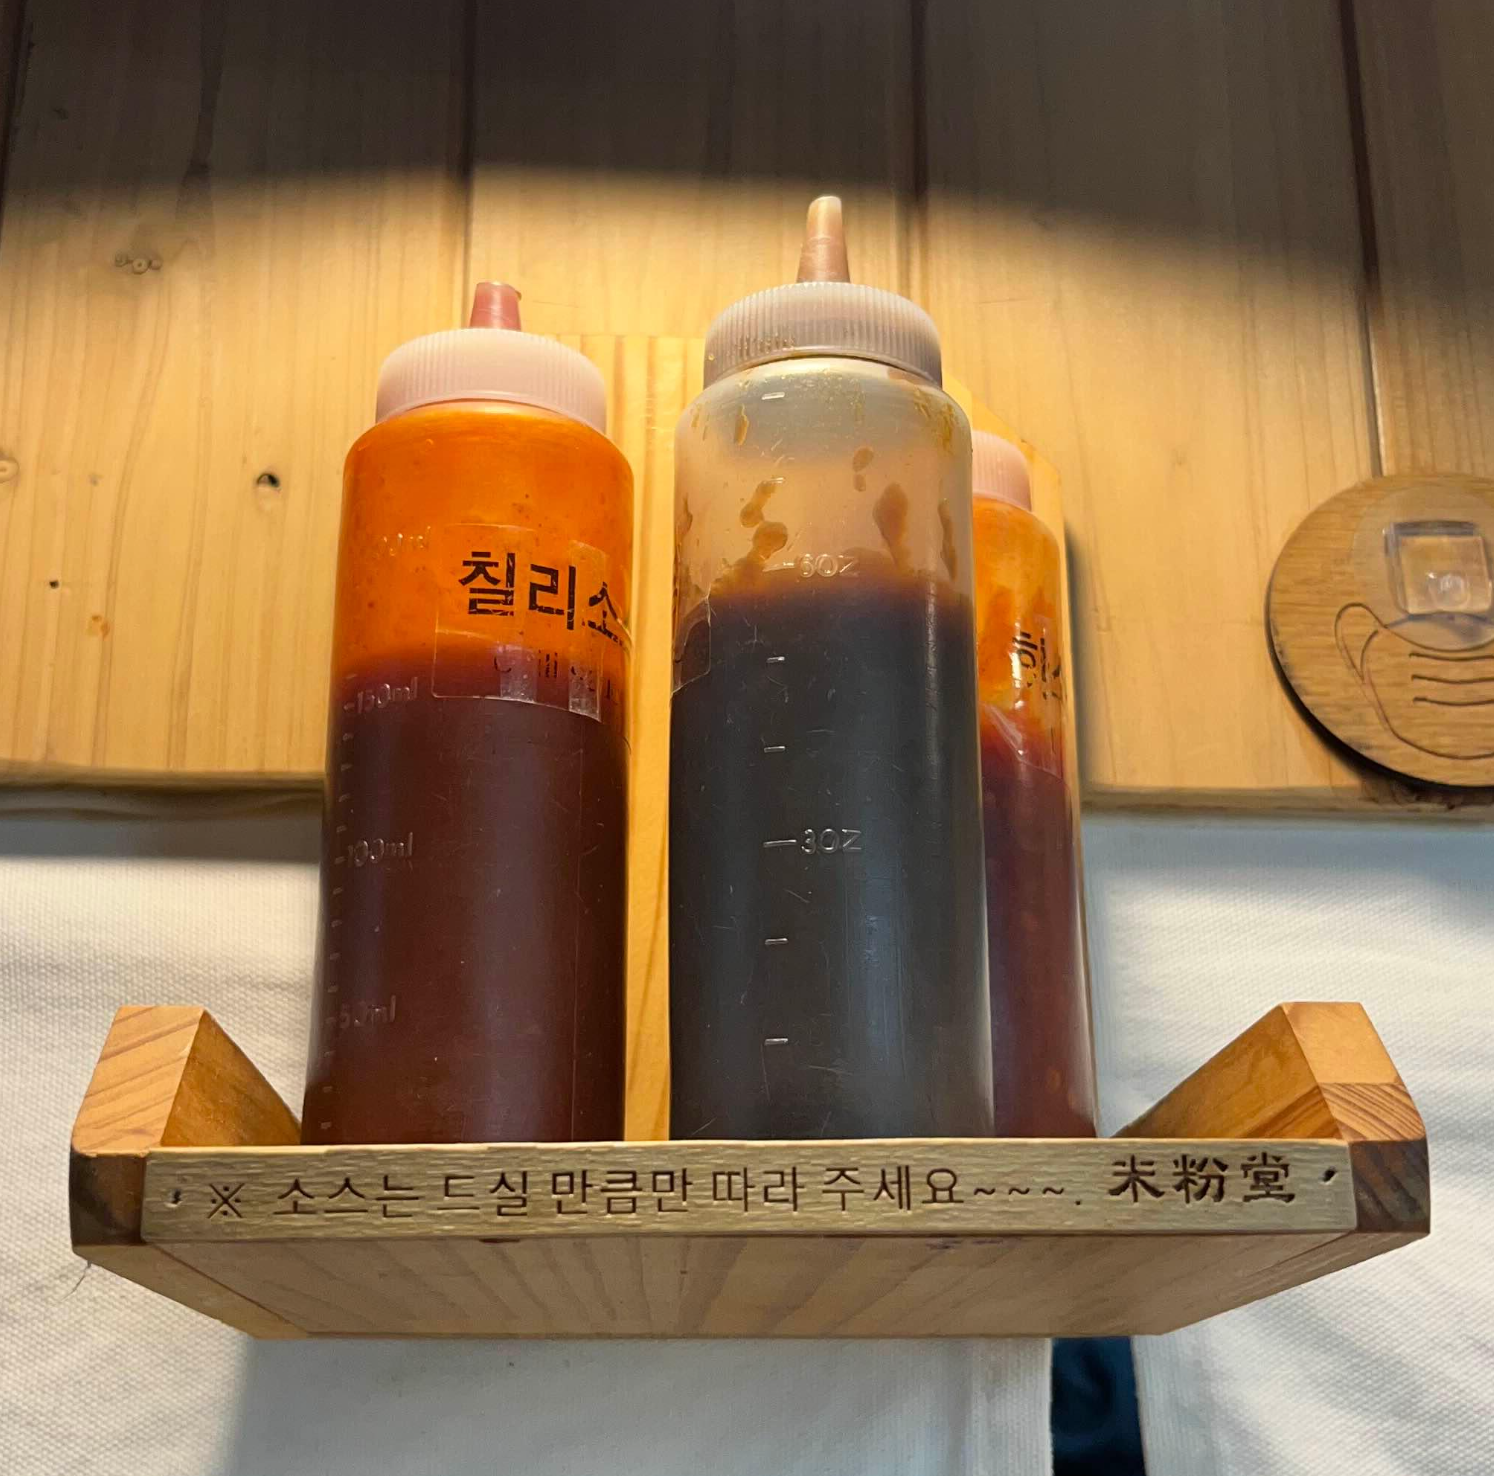 칠리소
-6OZ
-150ml
-3OZ
-100ml
50ml
※ 소스는 드실 만큼만 따라 주세요~~~. 米粉堂